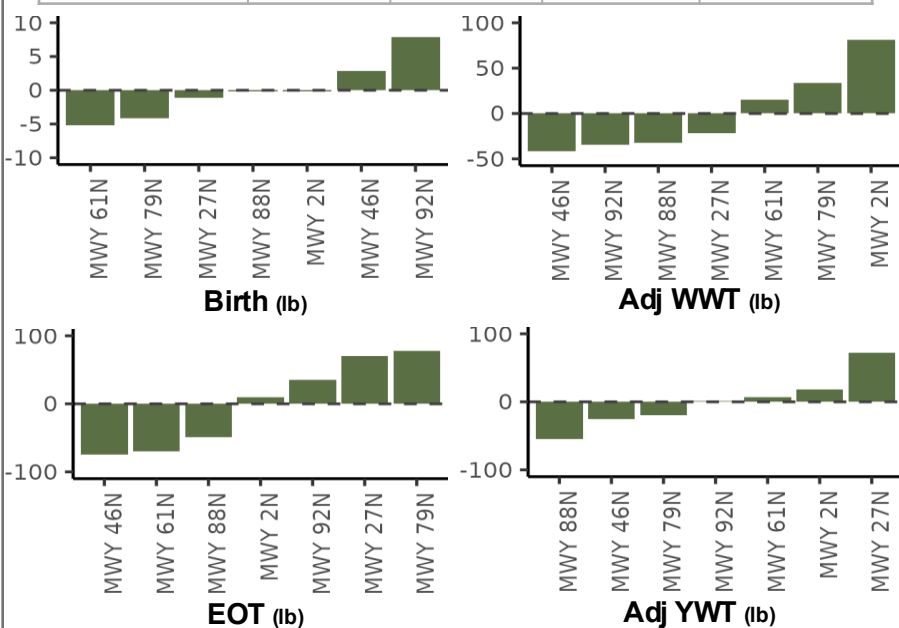 10
5
0
-5
-10
MWY 61N
MWY 79N
MWY 27N
MWY 88N
MWY 2N
MWY 46N
MWY 92N
Birth (lb)
100
50
0
-50
MWY 46N
MWY 92N
MWY 88N
MWY 27N
MWY 61N
MWY 79N
MWY 2N
Adj WWT (lb)
100
0
-100
MWY 46N
MWY 61N
MWY 88N
MWY 2N
MWY 92N
MWY 27N
MWY 79N
EOT (lb)
100
0
-100
MWY 88N
MWY 46N
MWY 79N
MWY 92N
MWY 61N
MWY 2N
MWY 27N
Adj YWT (lb)